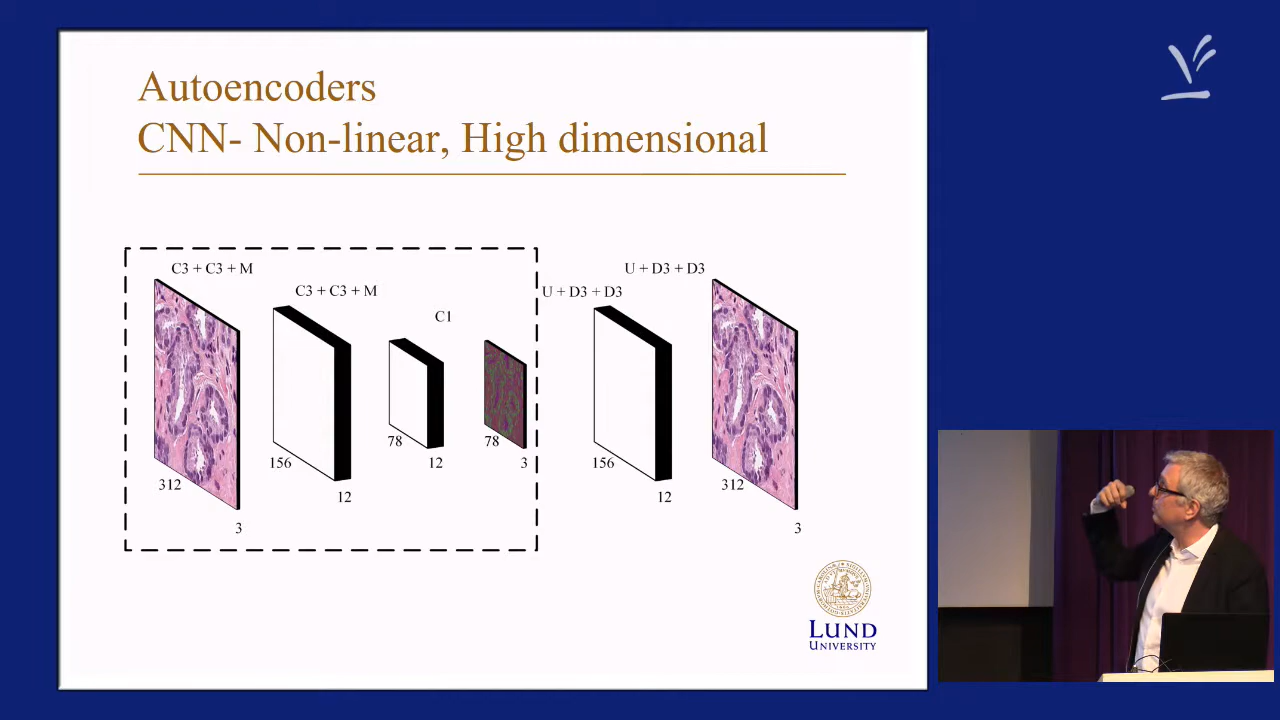 Autoencoders
CNN- Non-linear, High dimensional
C3 + C3 + M
C3 + C3 + M
C1
U + D3 + D3
U + D3 + D3
312
3
156
12
78
12
78
3
156
12
312
3
LUND
UNIVERSITY